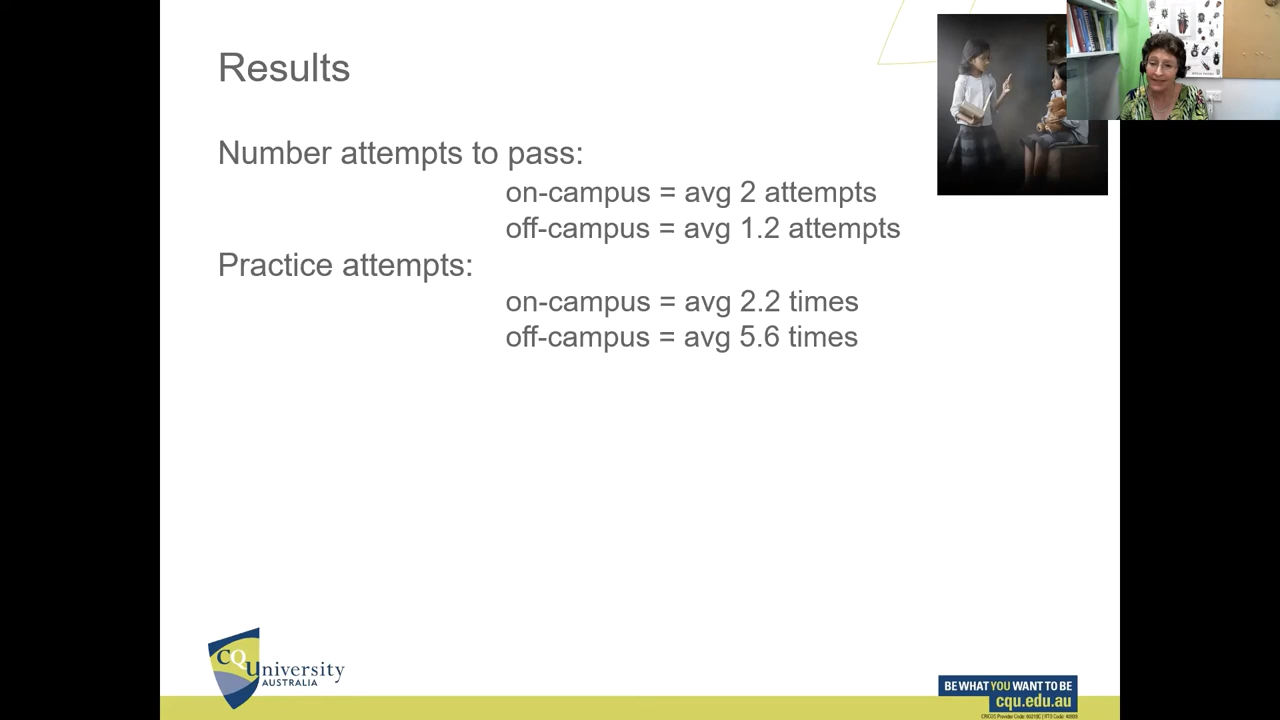 Results
Number attempts to pass:
on-campus = avg 2 attempts
off-campus = avg 1.2 attempts
Practice attempts:
on-campus = avg 2.2 times
off-campus = avg 5.6 times
CQUniversity
AUSTRALIA
BE WHAT YOU WANT TO BE
cqu.edu.au